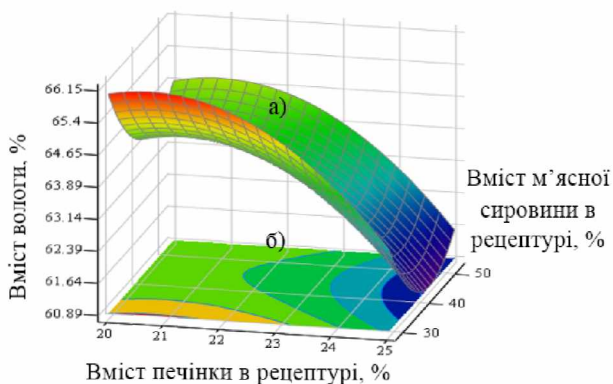 66.15
65.4
64.65
63.89
63.14
62.39
61.64
60.89
Вміст вологи, %
а)
б)
Вміст м’ясної
сировини в
рецептурі, %
50
40
30
20
21
22
23
24
25
Вміст печінки в рецептурі, %